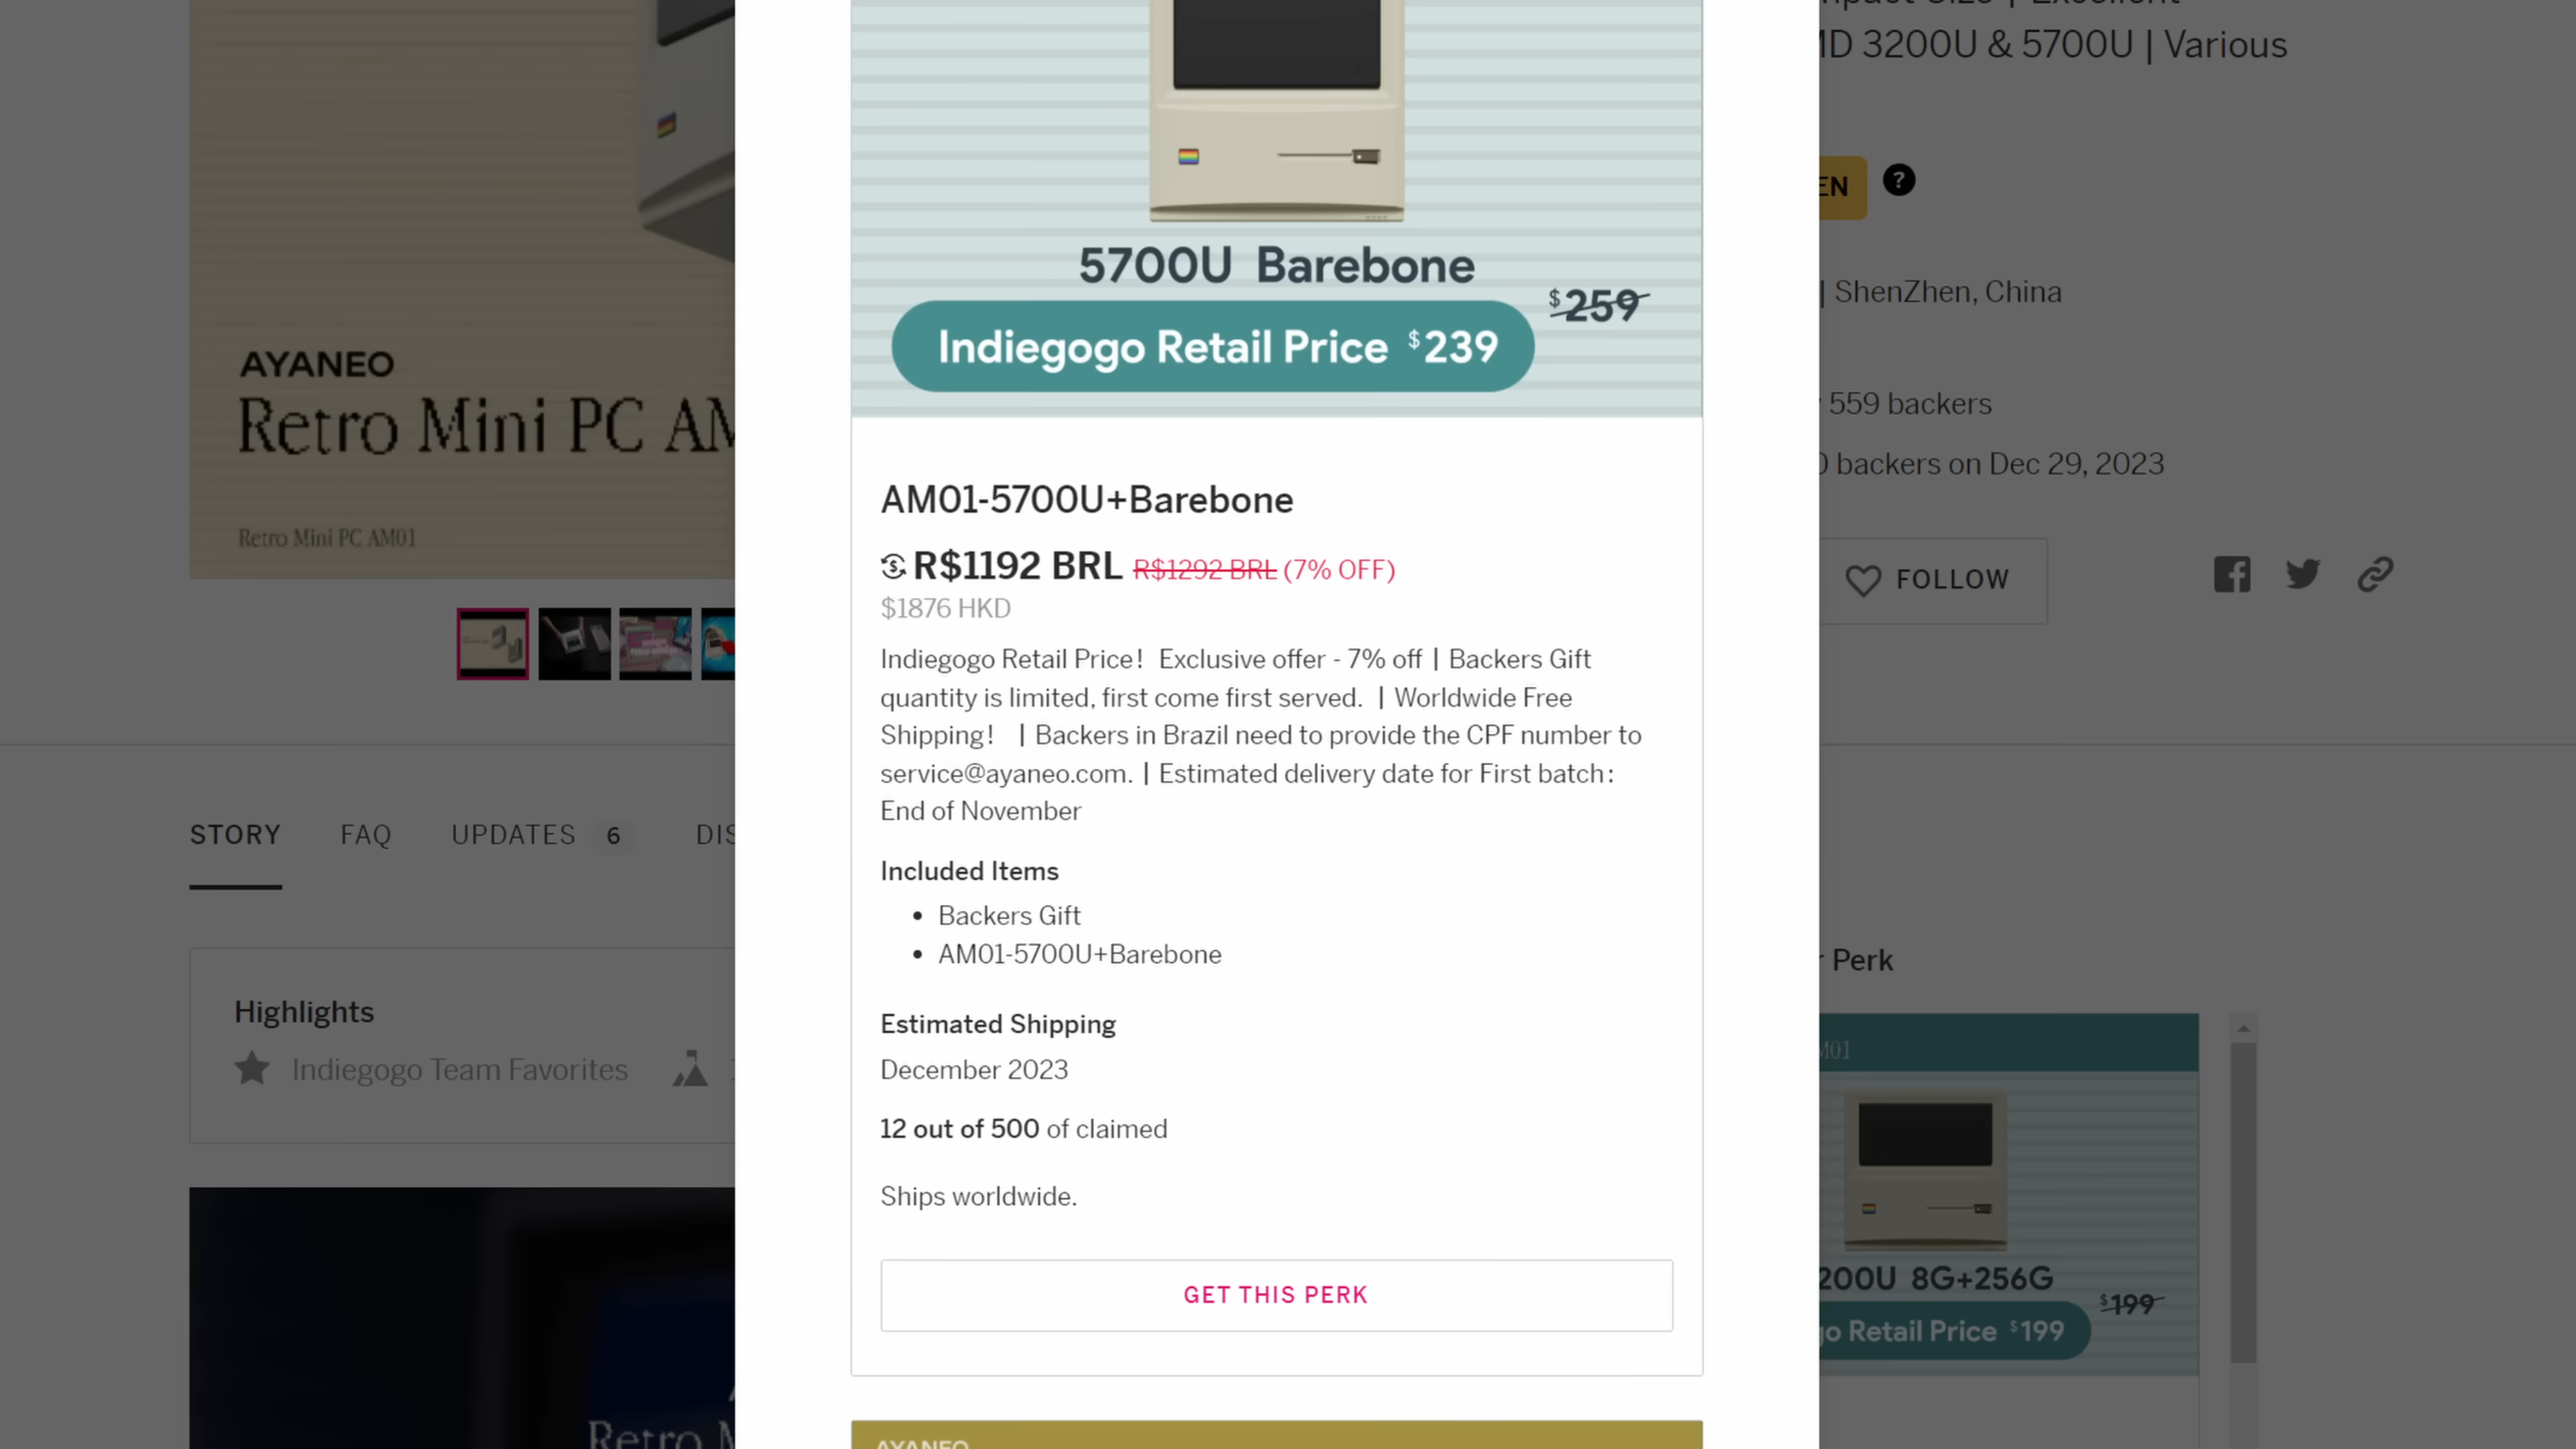 AYANEO
Retro Mini PC
Retro Mini PC AM01
STORY
FAQ
UPDATES 6
Highlights
Indiegogo Team Favorites
Retro
5700U Barebone
$259
Indiegogo Retail Price $239
AM01-5700U+Barebone
R$1192 BRL R$1292 BRL (7% OFF)
$1876 HKD
Indiegogo Retail Price! Exclusive offer - 7% off | Backers Gift
quantity is limited, first come first served. | Worldwide Free
Shipping! | Backers in Brazil need to provide the CPF number to
service@ayaneo.com. | Estimated delivery date for First batch:
End of November
Included Items
• Backers Gift
• AM01-5700U+Barebone
Estimated Shipping
December 2023
12 out of 500 of claimed
Ships worldwide.
GET THIS PERK
AYANEO
3200U & 5700U | Various
?
| ShenZhen, China
559 backers
backers on Dec 29, 2023
FOLLOW
Perk
8G+256G
$199
Retail Price $199